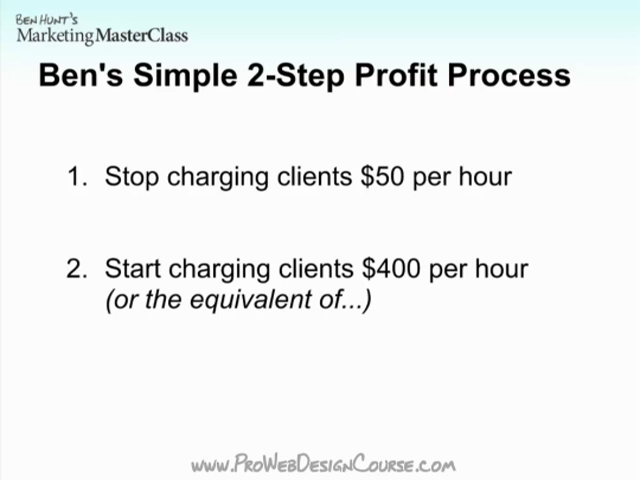 BEN HUNT'S
Marketing MasterClass
Ben's Simple 2-Step Profit Process
1. Stop charging clients $50 per hour
2. Start charging clients $400 per hour
(or the equivalent of...)
www.ProWebDesignCourse.com